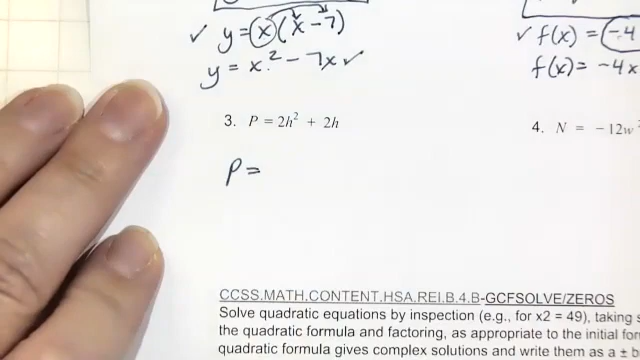 ✓ y = x(x − 7)
y = x² − 7x ✓
3. P = 2h² + 2h
P =
✓ f(x) = −4
f(x) = −4x
4. N = −12w
CCSS.MATH.CONTENT.HSA.REI.B.4.B-GCFSOLVE/ZEROS
Solve quadratic equations by inspection (e.g., for x2 = 49), taking s
the quadratic formula and factoring, as appropriate to the initial fo
quadratic formula gives complex solutions and write them as a ± b